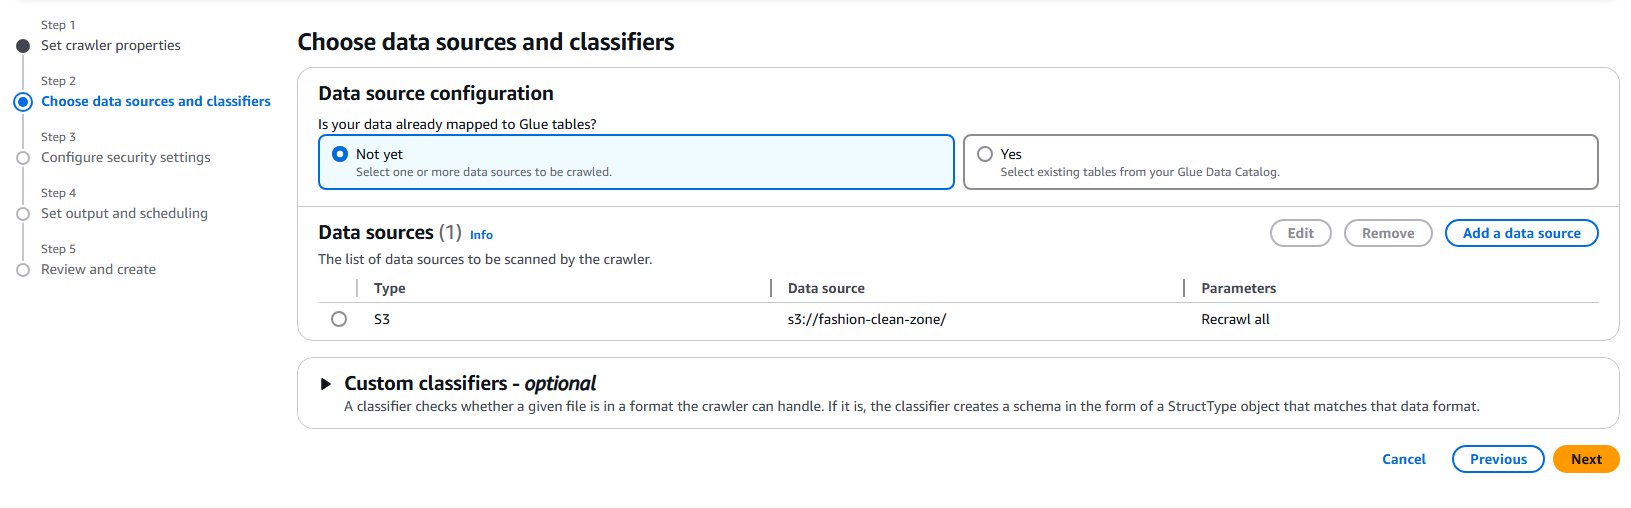 Step 1
Set crawler properties
Step 2
Choose data sources and classifiers
Step 3
Configure security settings
Step 4
Set output and scheduling
Step 5
Review and create
Choose data sources and classifiers
Data source configuration
Is your data already mapped to Glue tables?
Not yet
Select one or more data sources to be crawled.
Yes
Select existing tables from your Glue Data Catalog.
Data sources (1) Info
Edit
Remove
Add a data source
The list of data sources to be scanned by the crawler.
Type Data source Parameters
S3 s3://fashion-clean-zone/ Recrawl all
Custom classifiers - optional
A classifier checks whether a given file is in a format the crawler can handle. If it is, the classifier creates a schema in the form of a StructType object that matches that data format.
Cancel
Previous
Next